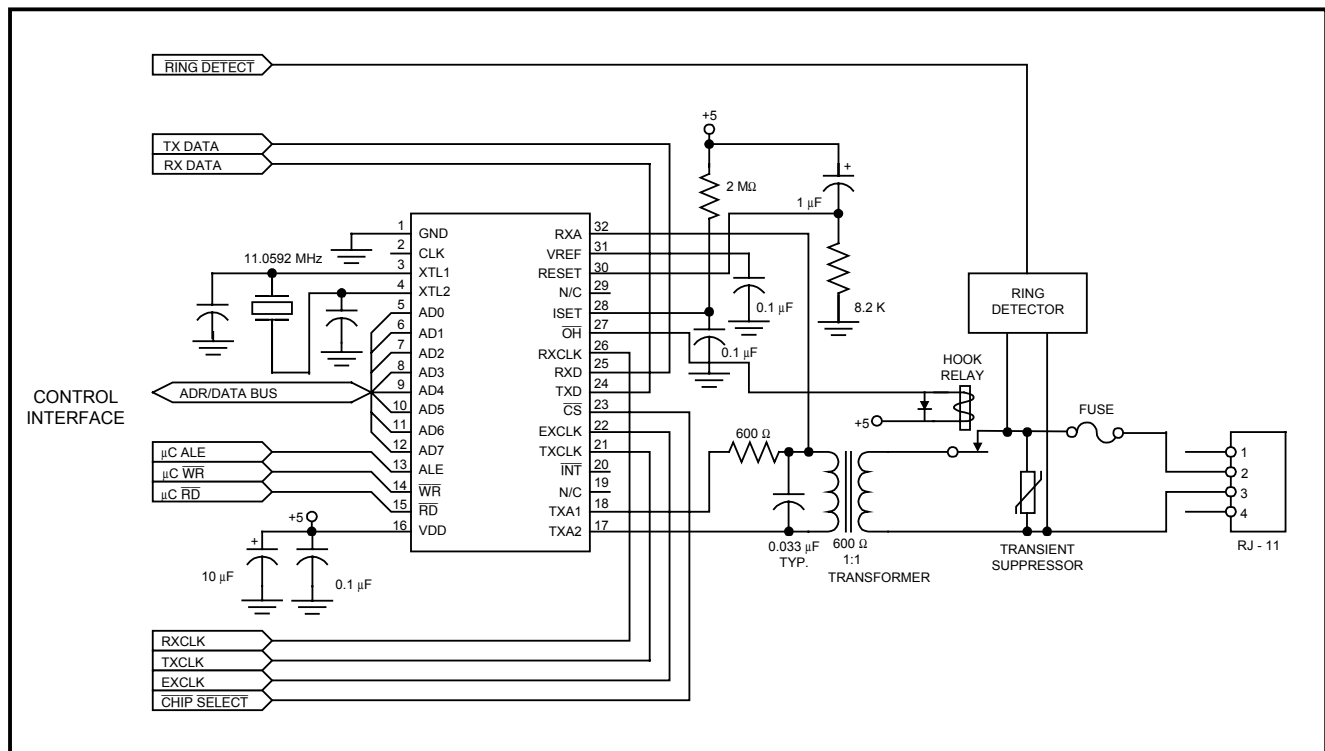 RING DETECT
TX DATA
RX DATA
+5
2 MΩ
+
1 µF
8.2 K
0.1 µF
0.1 µF
11.0592 MHz
1 GND
2 CLK
3 XTL1
4 XTL2
5 AD0
6 AD1
7 AD2
8 AD3
9 AD4
10 AD5
11 AD6
12 AD7
13 ALE
14 WR
15 RD
16 VDD
RXA 32
VREF 31
RESET 30
N/C 29
ISET 28
OH 27
RXCLK 26
RXD 25
TXD 24
CS 23
EXCLK 22
TXCLK 21
INT 20
N/C 19
TXA1 18
TXA2 17
CONTROL
INTERFACE
ADR/DATA BUS
µC ALE
µC WR
µC RD
+5
+
10 µF
0.1 µF
RXCLK
TXCLK
EXCLK
CHIP SELECT
600 Ω
0.033 µF
TYP.
600 Ω
1:1
TRANSFORMER
HOOK
RELAY
+5
RING
DETECTOR
FUSE
TRANSIENT
SUPPRESSOR
1
2
3
4
RJ - 11